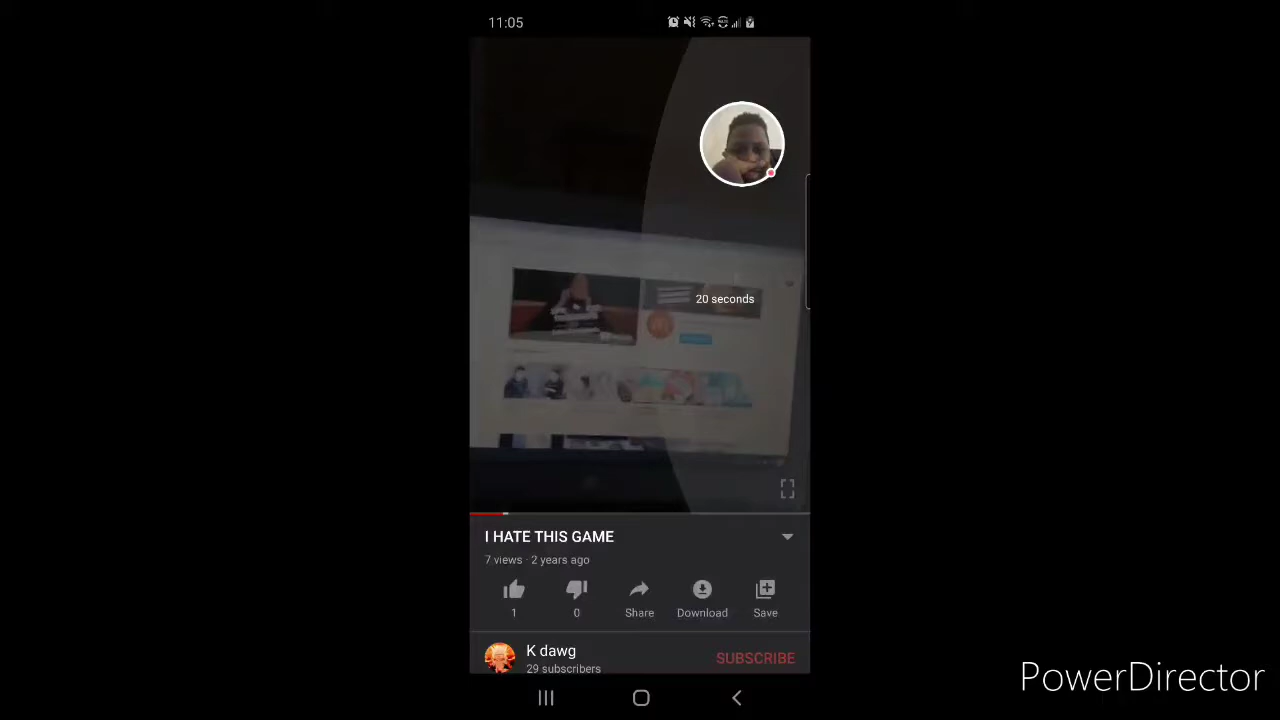 11:05
20 seconds
I HATE THIS GAME
7 views · 2 years ago
1
0
Share
Download
Save
K dawg
SUBSCRIBE
29 subscribers
PowerDirector